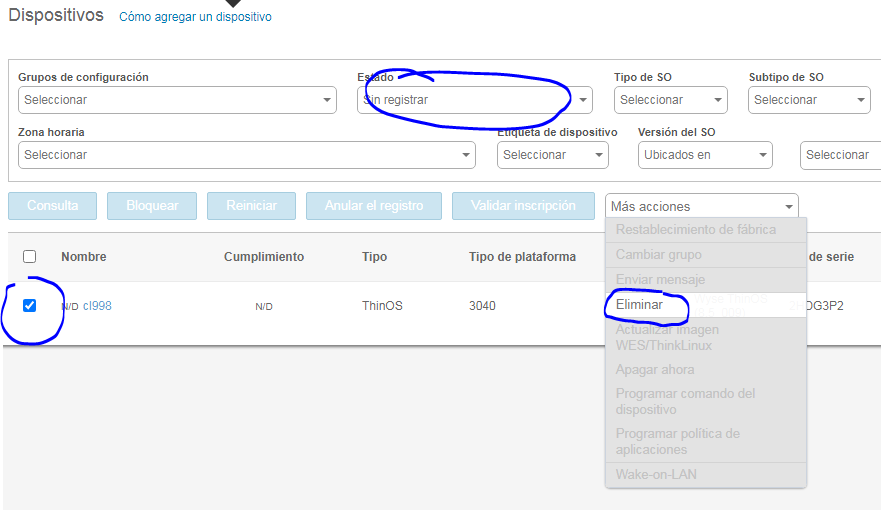 Dispositivos Cómo agregar un dispositivo
Grupos de configuración Estado Tipo de SO Subtipo de SO
Seleccionar Sin registrar Seleccionar Seleccionar
Zona horaria Etiqueta de dispositivo Versión del SO
Seleccionar Seleccionar Ubicados en Seleccionar
Consulta Bloquear Reiniciar Anular el registro Validar inscripción Más acciones
Restablecimiento de fábrica
Cambiar grupo
Nombre Cumplimiento Tipo Tipo de plataforma de serie
Enviar mensaje
N/D cl998 N/D ThinOS 3040 Eliminar DG3P2
Actualizar imagen
WES/ThinkLinux
Apagar ahora
Programar comando del
dispositivo
Programar política de
aplicaciones
Wake-on-LAN